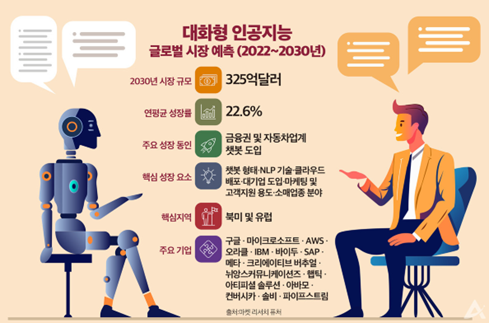 대화형 인공지능
글로벌 시장 예측 (2022~2030년)
2030년 시장 규모
325억달러
연평균 성장률
22.6%
주요 성장 동인
금융권 및 자동차업계
챗봇 도입
핵심 성장 요소
챗봇 형태·NLP 기술·클라우드
배포·대기업 도입·마케팅 및
고객지원 용도·소매업종 분야
핵심지역
북미 및 유럽
주요 기업
구글 · 마이크로소프트 · AWS ·
오라클 · IBM · 바이두 · SAP ·
메타 · 크리에이티브 버추얼 ·
뉘앙스커뮤니케이션즈 · 햅틱 ·
아티피셜 솔루션 · 아바모 ·
컨버시카 · 솔비 · 파이프스트림
출처:마켓 리서치 퓨처